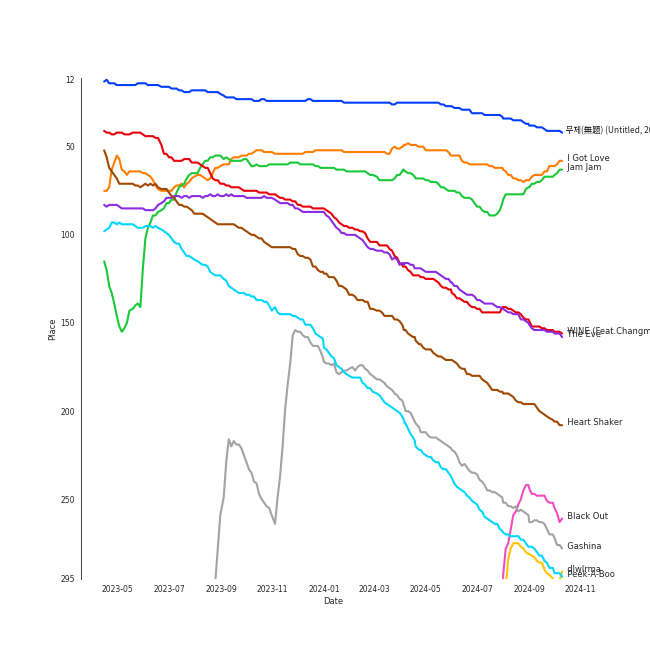 12
50
100
150
200
250
295
Place
무제(無題) (Untitled, 20
I Got Love
Jam Jam
WINE (Feat.Changm
The Eve
Heart Shaker
Black Out
Gashina
dlwlrma
Peek-A-Boo
2023-05
2023-07
2023-09
2023-11
2024-01
2024-03
2024-05
2024-07
2024-09
2024-11
Date